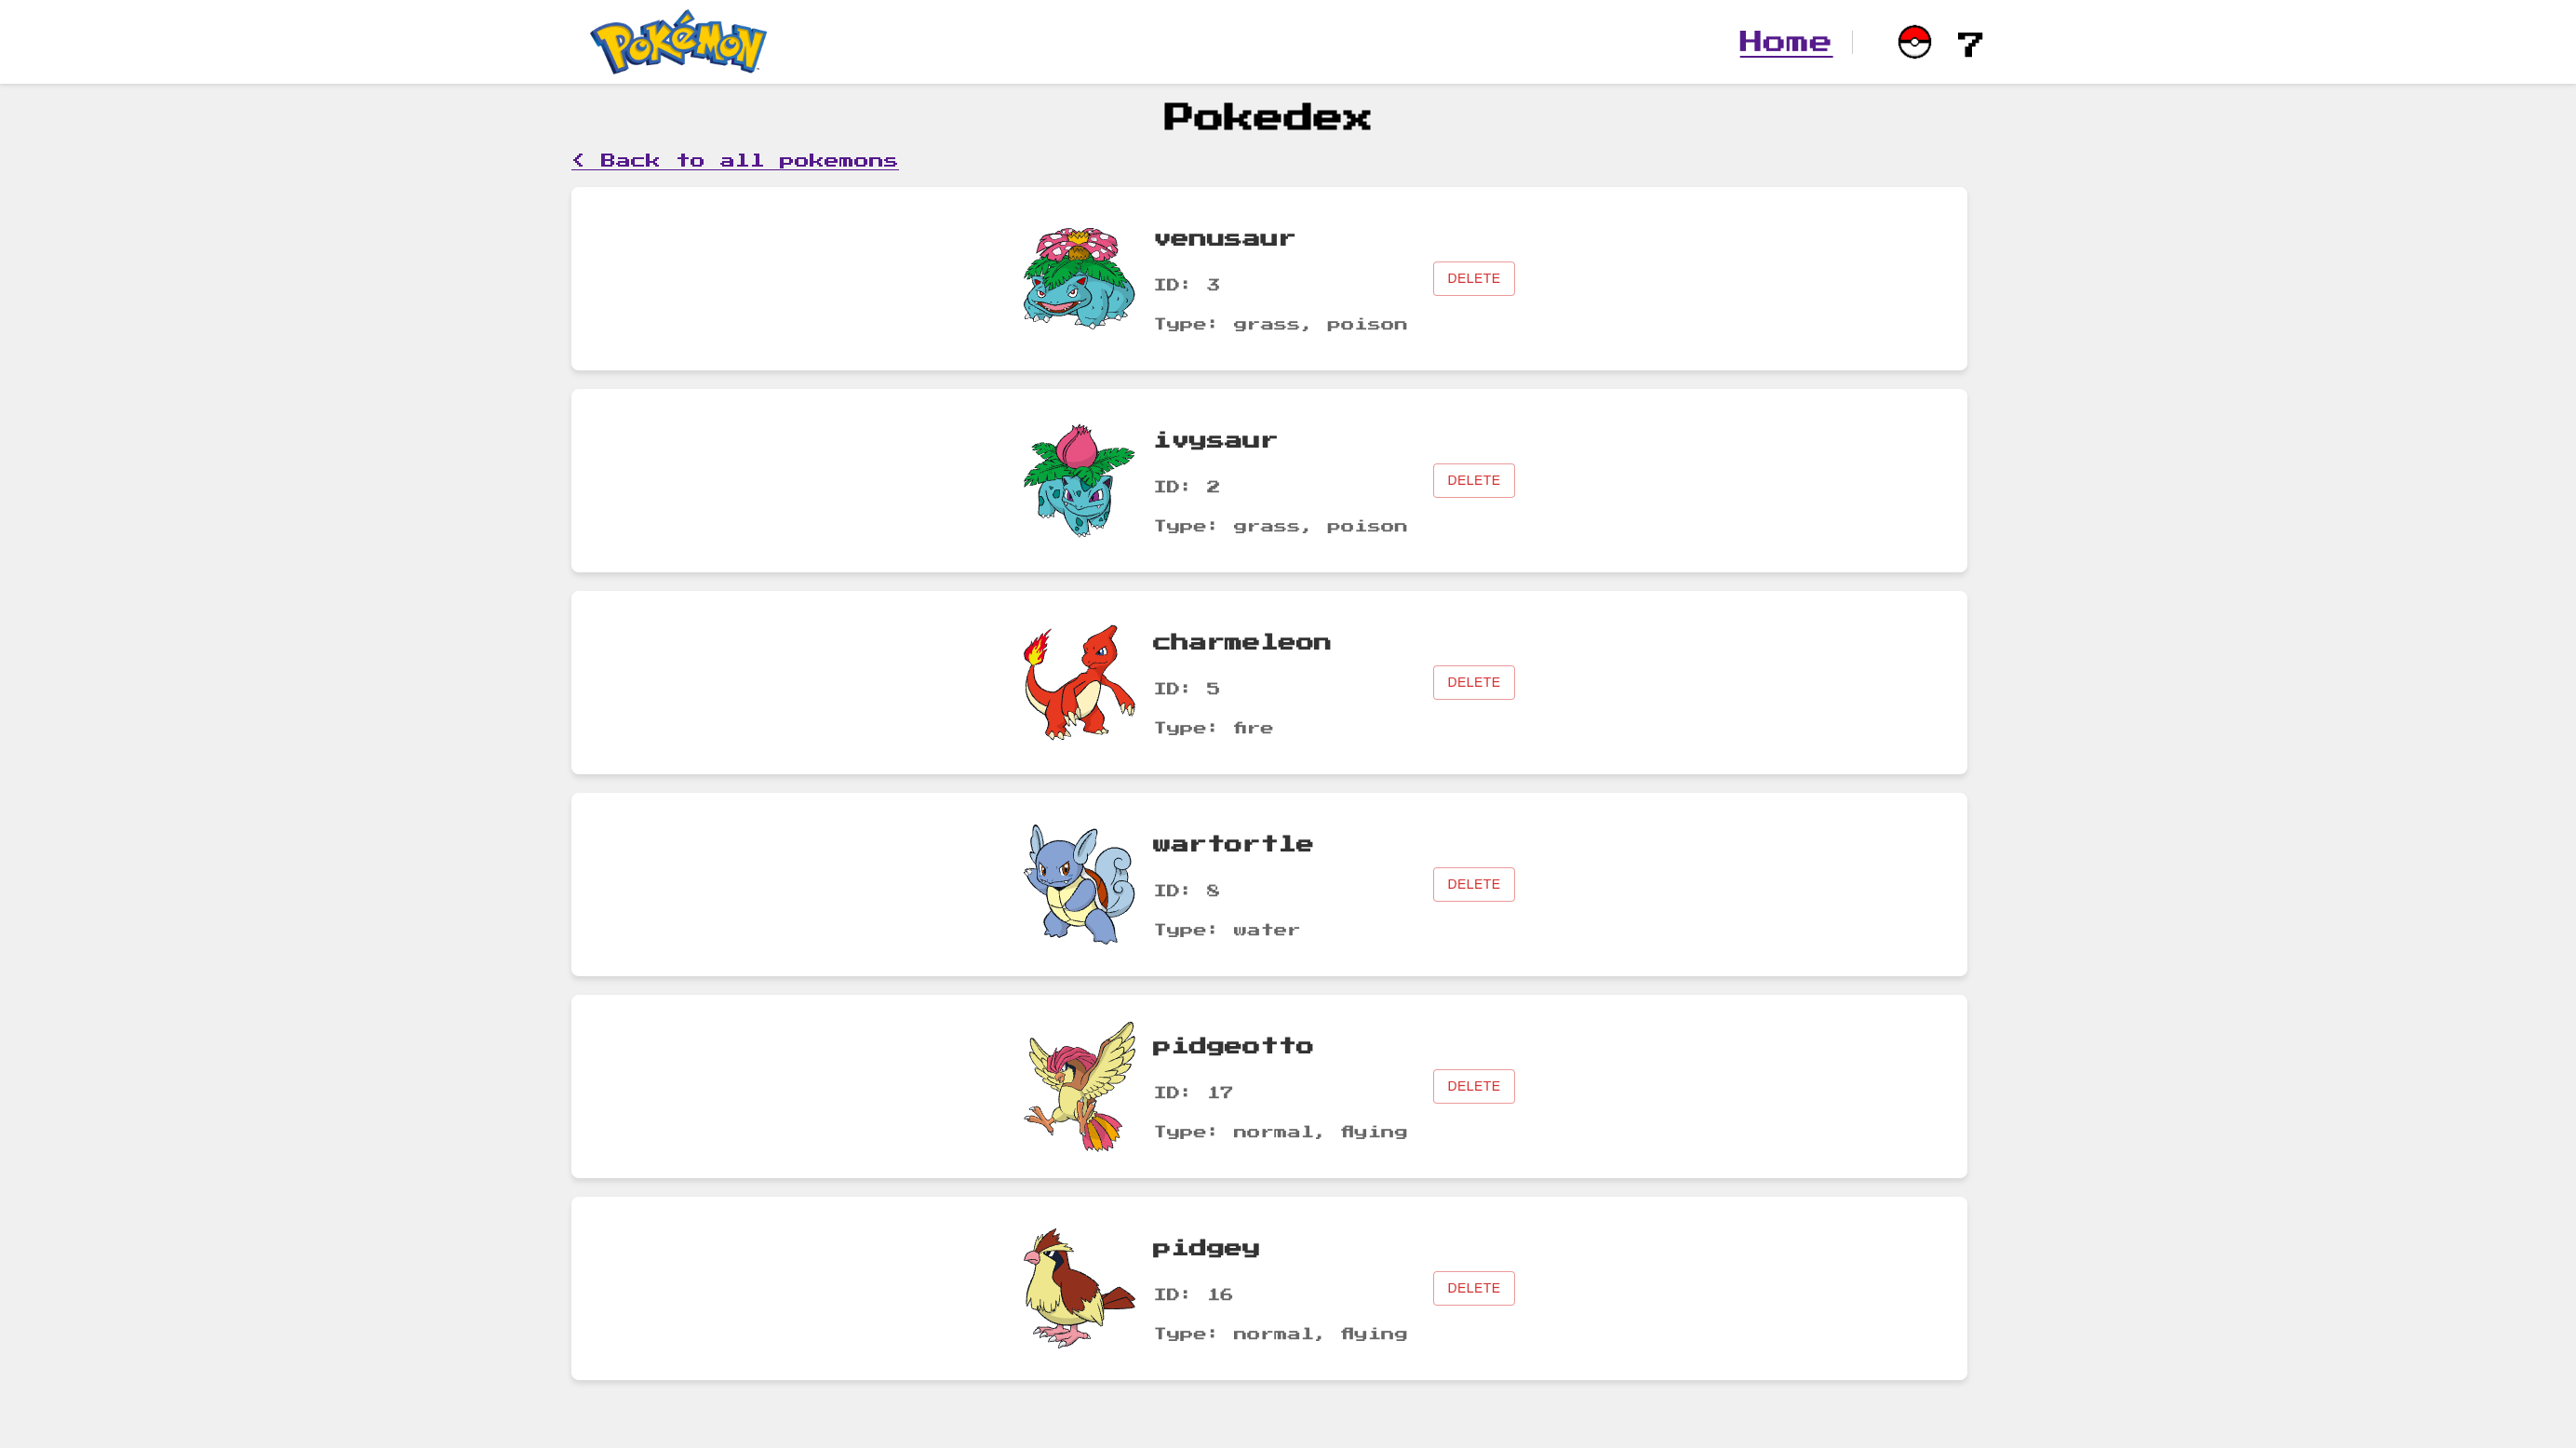 POKéMON
Home
7
Pokedex
< Back to all pokemons
venusaur
ID: 3
Type: grass, poison
DELETE
ivysaur
ID: 2
Type: grass, poison
DELETE
charmeleon
ID: 5
Type: fire
DELETE
wartortle
ID: 8
Type: water
DELETE
pidgeotto
ID: 17
Type: normal, flying
DELETE
pidgey
ID: 16
Type: normal, flying
DELETE